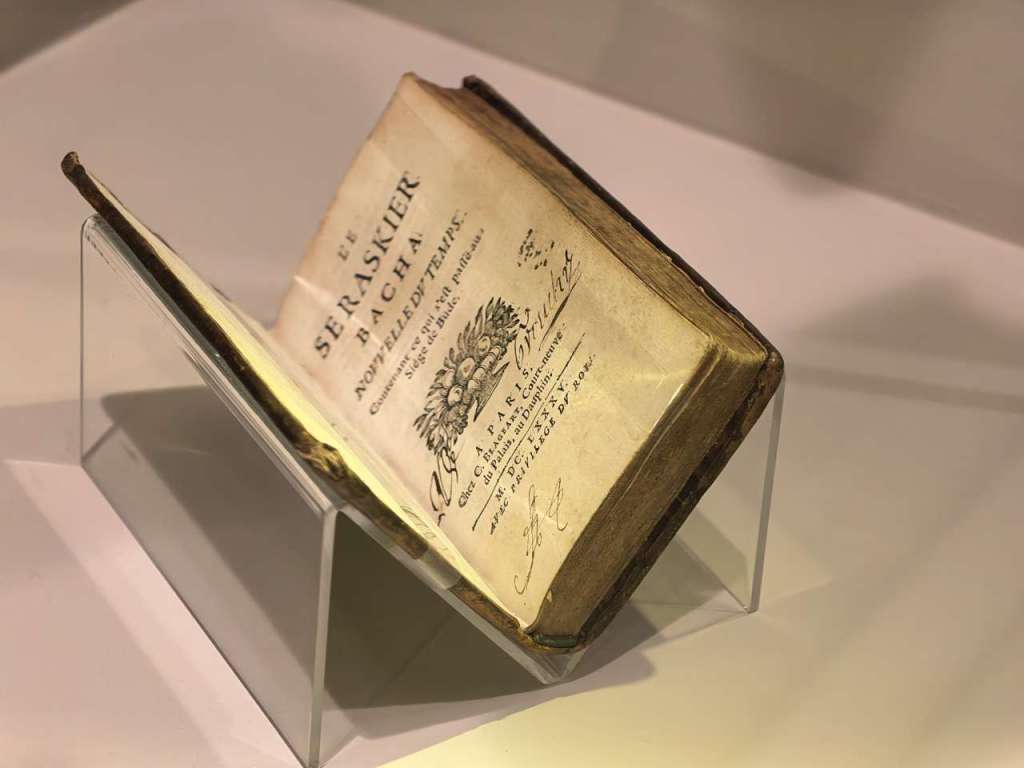 LE
SERASKIER
BACHA
NOUVELLE DU TEMPS.
Contenant ce qui s'est passé au
Siege de Bude.
A PARIS,
Chez C. BLAGEART, Court-neuve
du Palais, au Dauphin.
M. DC. LXXXV.
AVEC PRIVILEGE DU ROY.